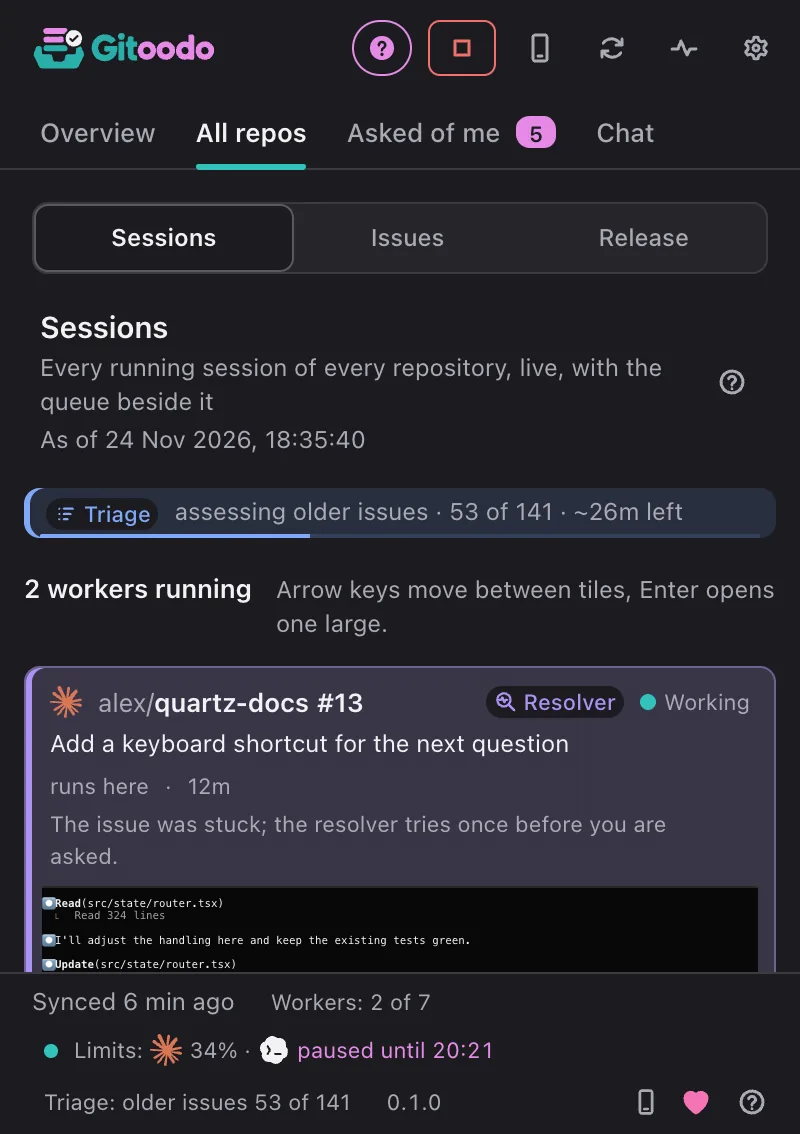 Gitoodo
Overview All repos Asked of me 5 Chat
Sessions Issues Release
Sessions
Every running session of every repository, live, with the
queue beside it
As of 24 Nov 2026, 18:35:40
Triage assessing older issues · 53 of 141 · ~26m left
2 workers running Arrow keys move between tiles, Enter opens
one large.
alex/quartz-docs #13 Resolver Working
Add a keyboard shortcut for the next question
runs here · 12m
The issue was stuck; the resolver tries once before you are
asked.
Read(src/state/router.tsx)
Read 324 lines
I'll adjust the handling here and keep the existing tests green.
Update(src/state/router.tsx)
Synced 6 min ago Workers: 2 of 7
Limits: 34% · paused until 20:21
Triage: older issues 53 of 141 0.1.0